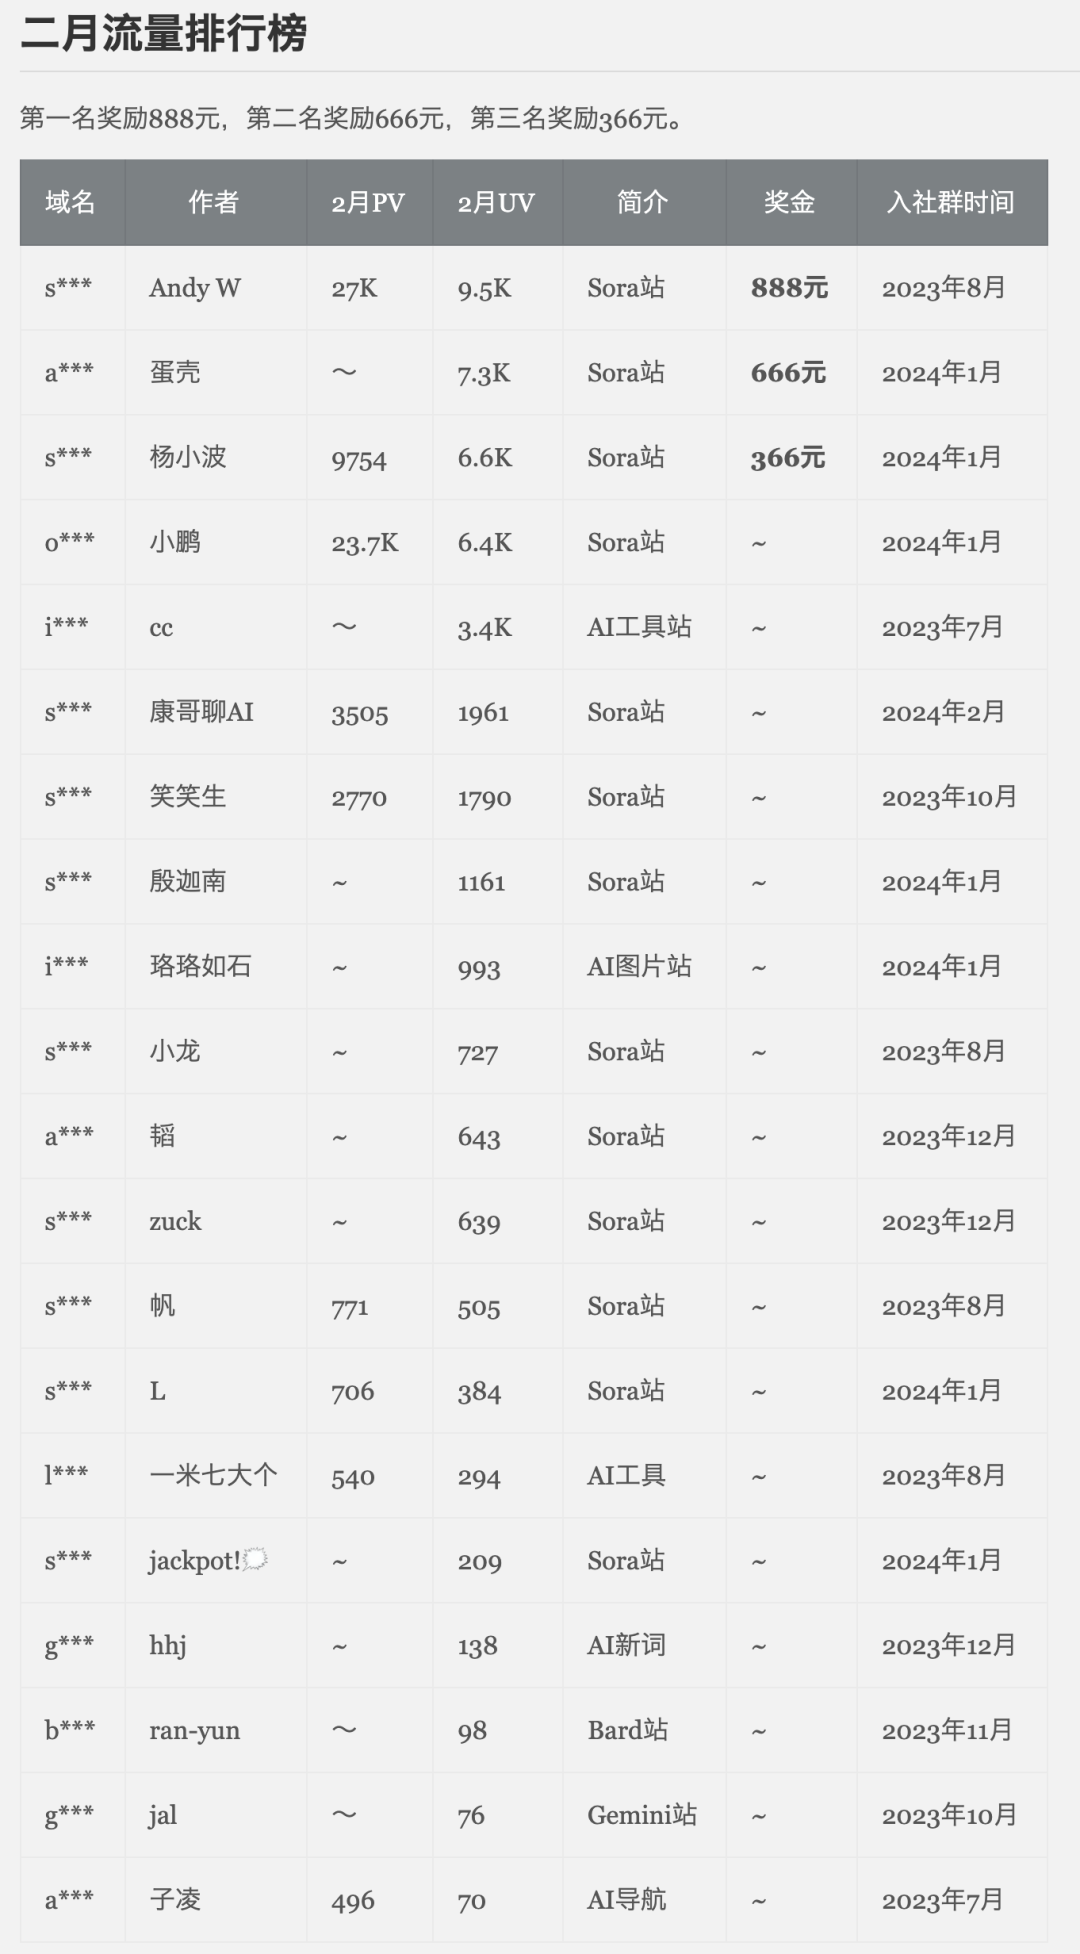 二月流量排行榜
第一名奖励888元，第二名奖励666元，第三名奖励366元。
域名 作者 2月PV 2月UV 简介 奖金 入社群时间
s*** Andy W 27K 9.5K Sora站 888元 2023年8月
a*** 蛋壳 ～ 7.3K Sora站 666元 2024年1月
s*** 杨小波 9754 6.6K Sora站 366元 2024年1月
o*** 小鹏 23.7K 6.4K Sora站 ~ 2024年1月
i*** cc ～ 3.4K AI工具站 ~ 2023年7月
s*** 康哥聊AI 3505 1961 Sora站 ~ 2024年2月
s*** 笑笑生 2770 1790 Sora站 ~ 2023年10月
s*** 殷迦南 ~ 1161 Sora站 ~ 2024年1月
i*** 珞珞如石 ~ 993 AI图片站 ~ 2024年1月
s*** 小龙 ~ 727 Sora站 ~ 2023年8月
a*** 韬 ~ 643 Sora站 ~ 2023年12月
s*** zuck ~ 639 Sora站 ~ 2023年12月
s*** 帆 771 505 Sora站 ~ 2023年8月
s*** L 706 384 Sora站 ~ 2024年1月
l*** 一米七大个 540 294 AI工具 ~ 2023年8月
s*** jackpot! ~ 209 Sora站 ~ 2024年1月
g*** hhj ~ 138 AI新词 ~ 2023年12月
b*** ran-yun ～ 98 Bard站 ~ 2023年11月
g*** jal ～ 76 Gemini站 ~ 2023年10月
a*** 子凌 496 70 AI导航 ~ 2023年7月